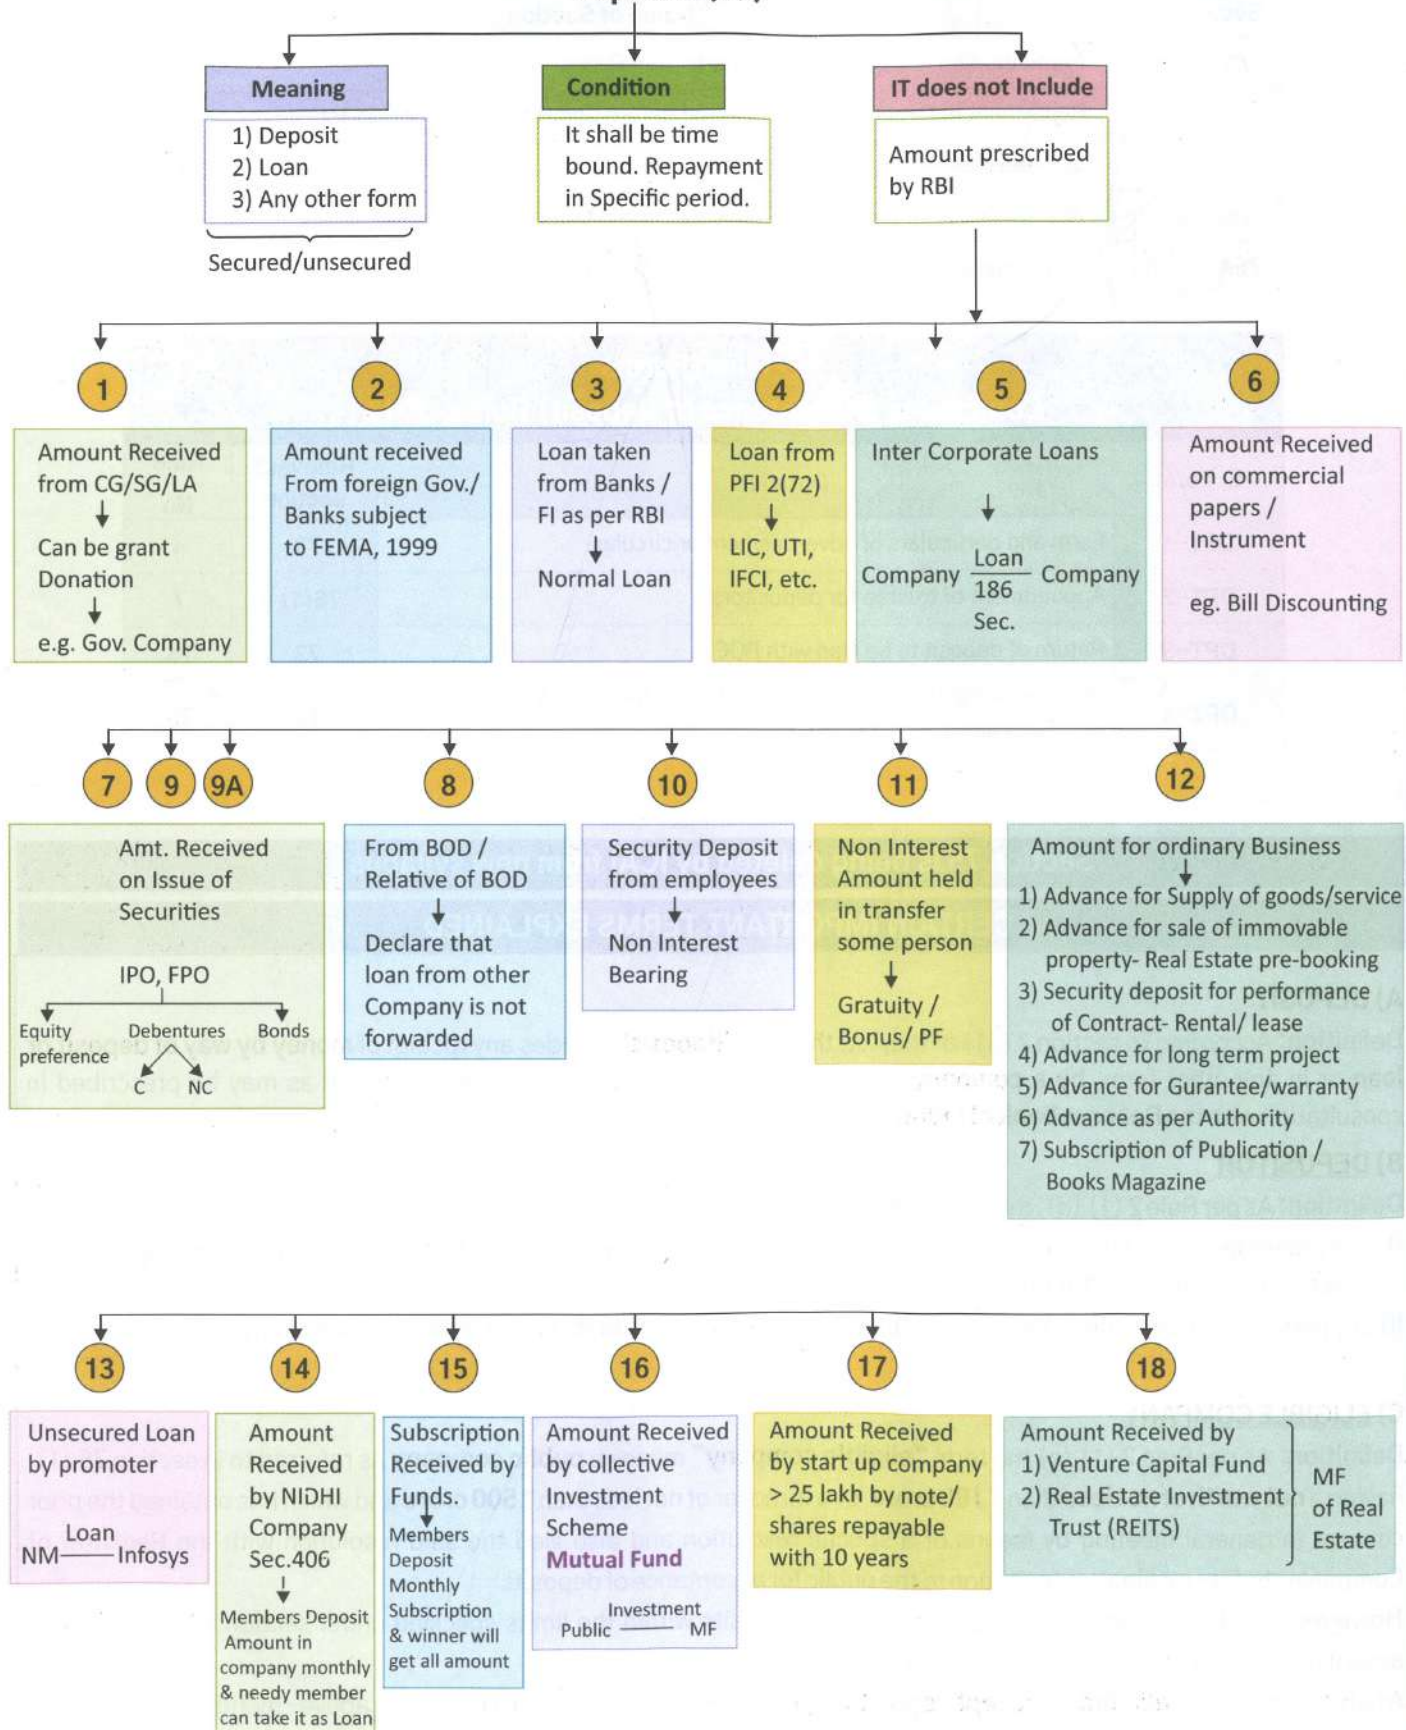 Meaning
Condition
IT does not Include
1) Deposit
2) Loan
3) Any other form
It shall be time
bound. Repayment
in Specific period.
Amount prescribed
by RBI
Secured/unsecured
1
2
3
4
5
6
Amount Received
from CG/SG/LA
Can be grant
Donation
e.g. Gov. Company
Amount received
From foreign Gov./
Banks subject
to FEMA, 1999
Loan taken
from Banks /
FI as per RBI
Normal Loan
Loan from
PFI 2(72)
LIC, UTI,
IFCI, etc.
Inter Corporate Loans
Company Loan Company
186
Sec.
Amount Received
on commercial
papers /
Instrument
eg. Bill Discounting
7
9
9A
8
10
11
12
Amt. Received
on Issue of
Securities
IPO, FPO
Equity
preference
Debentures
Bonds
C
NC
From BOD /
Relative of BOD
Declare that
loan from other
Company is not
forwarded
Security Deposit
from employees
Non Interest
Bearing
Non Interest
Amount held
in transfer
some person
Gratuity /
Bonus/ PF
Amount for ordinary Business
1) Advance for Supply of goods/service
2) Advance for sale of immovable
property- Real Estate pre-booking
3) Security deposit for performance
of Contract- Rental/ lease
4) Advance for long term project
5) Advance for Gurantee/warranty
6) Advance as per Authority
7) Subscription of Publication /
Books Magazine
13
14
15
16
17
18
Unsecured Loan
by promoter
Loan
NM Infosys
Amount
Received
by NIDHI
Company
Sec.406
Members Deposit
Amount in
company monthly
& needy member
can take it as Loan
Subscription
Received by
Funds.
Members
Deposit
Monthly
Subscription
& winner will
get all amount
Amount Received
by collective
Investment
Scheme
Mutual Fund
Investment
Public MF
Amount Received
by start up company
> 25 lakh by note/
shares repayable
with 10 years
Amount Received by
1) Venture Capital Fund
2) Real Estate Investment
Trust (REITS)
MF
of Real
Estate